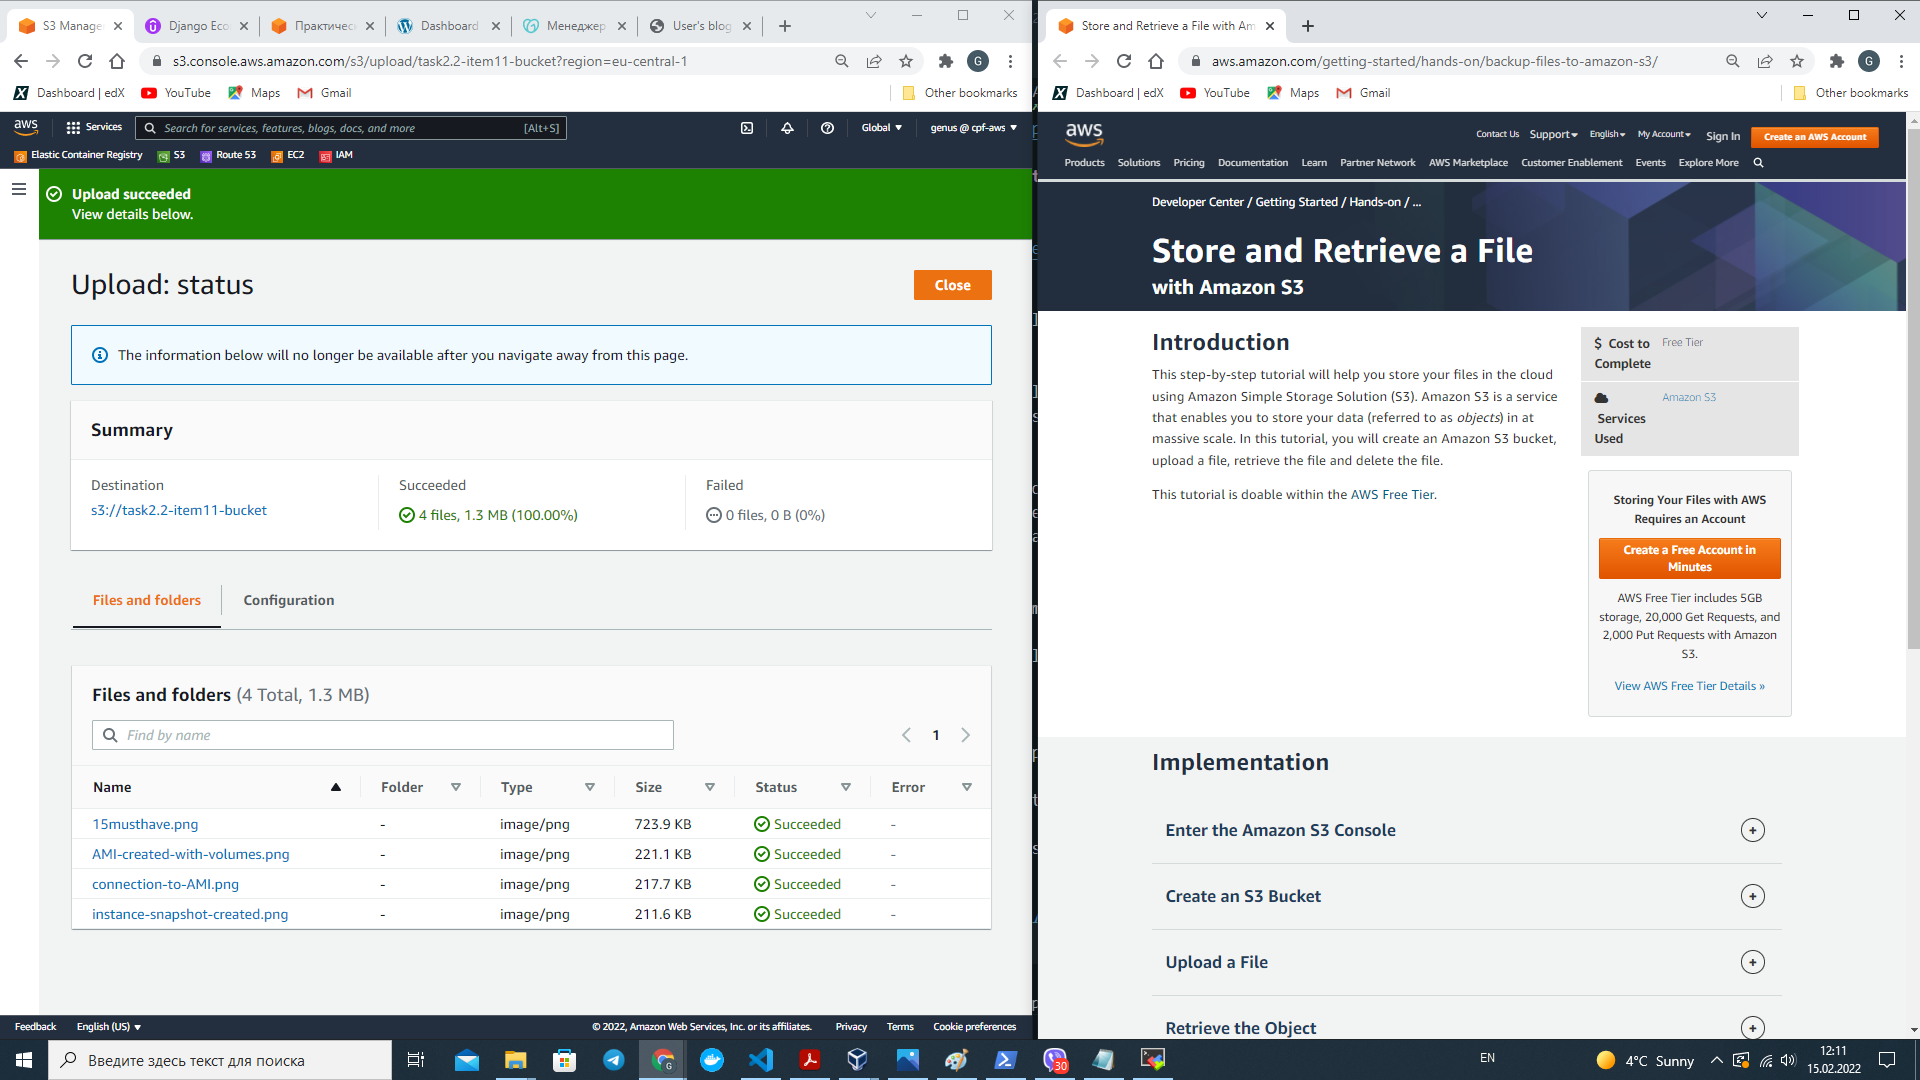 S3 Manage
Django Eco
Практичес
Dashboard
Менеджер
User's blog
s3.console.aws.amazon.com/s3/upload/task2.2-item11-bucket?region=eu-central-1
G
Dashboard | edX
YouTube
Maps
Gmail
Other bookmarks
aws
Services
Search for services, features, blogs, docs, and more
[Alt+S]
Global
genus @ cpf-aws
Elastic Container Registry
S3
Route 53
EC2
IAM
Upload succeeded
View details below.
Upload: status
Close
The information below will no longer be available after you navigate away from this page.
Summary
Destination
s3://task2.2-item11-bucket
Succeeded
4 files, 1.3 MB (100.00%)
Failed
0 files, 0 B (0%)
Files and folders
Configuration
Files and folders (4 Total, 1.3 MB)
Find by name
1
Name Folder Type Size Status Error
15musthave.png - image/png 723.9 KB Succeeded -
AMI-created-with-volumes.png - image/png 221.1 KB Succeeded -
connection-to-AMI.png - image/png 217.7 KB Succeeded -
instance-snapshot-created.png - image/png 211.6 KB Succeeded -
Feedback
English (US)
© 2022, Amazon Web Services, Inc. or its affiliates.
Privacy
Terms
Cookie preferences
Store and Retrieve a File with Am
aws.amazon.com/getting-started/hands-on/backup-files-to-amazon-s3/
G
Dashboard | edX
YouTube
Maps
Gmail
Other bookmarks
aws
Contact Us
Support
English
My Account
Sign In
Create an AWS Account
Products
Solutions
Pricing
Documentation
Learn
Partner Network
AWS Marketplace
Customer Enablement
Events
Explore More
Developer Center / Getting Started / Hands-on / ...
Store and Retrieve a File
with Amazon S3
Introduction
This step-by-step tutorial will help you store your files in the cloud
using Amazon Simple Storage Solution (S3). Amazon S3 is a service
that enables you to store your data (referred to as objects) in at
massive scale. In this tutorial, you will create an Amazon S3 bucket,
upload a file, retrieve the file and delete the file.
This tutorial is doable within the AWS Free Tier.
$ Cost to
Complete
Free Tier
Services
Used
Amazon S3
Storing Your Files with AWS
Requires an Account
Create a Free Account in
Minutes
AWS Free Tier includes 5GB
storage, 20,000 Get Requests, and
2,000 Put Requests with Amazon
S3.
View AWS Free Tier Details »
Implementation
Enter the Amazon S3 Console
Create an S3 Bucket
Upload a File
Retrieve the Object
Введите здесь текст для поиска
30
EN
4°C Sunny
12:11
15.02.2022